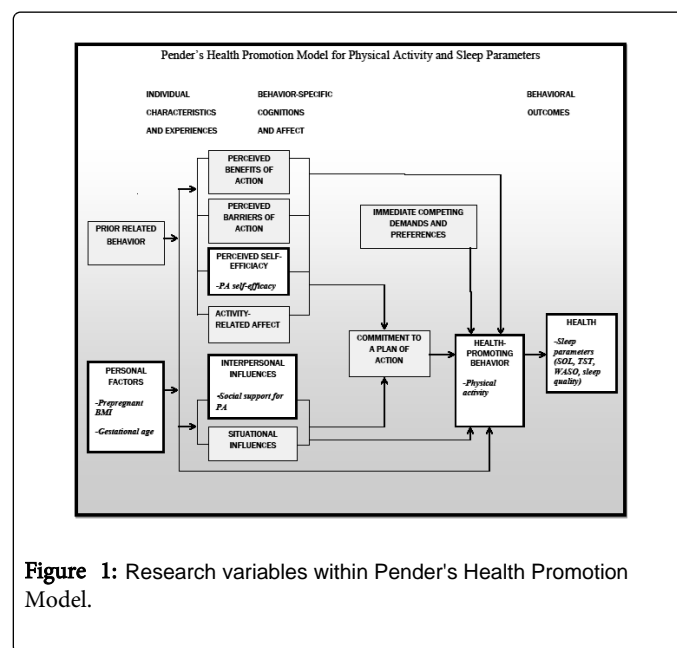 Pender's Health Promotion Model for Physical Activity and Sleep Parameters
INDIVIDUAL
CHARACTERISTICS
AND EXPERIENCES
BEHAVIOR-SPECIFIC
COGNITIONS
AND AFFECT
BEHAVIORAL
OUTCOMES
PERCEIVED
BENEFITS OF
ACTION
PERCEIVED
BARRIERS OF
ACTION
IMMEDIATE COMPETING
DEMANDS AND
PREFERENCES
PRIOR RELATED
BEHAVIOR
PERCEIVED SELF-
EFFICIACY
-PA self-efficacy
ACTIVITY-
RELATED AFFECT
COMMITMENT TO
A PLAN OF
ACTION
HEALTH-
PROMOTING
BEHAVIOR
-Physical
activity
HEALTH
-Sleep
parameters
(SOL, TST,
WASO, sleep
quality)
PERSONAL
FACTORS
-Prepregnant
BMI
-Gestational age
INTERPERSONAL
INFLUENCES
-Social support for
PA
SITUATIONAL
INFLUENCES
Figure 1: Research variables within Pender's Health Promotion
Model.